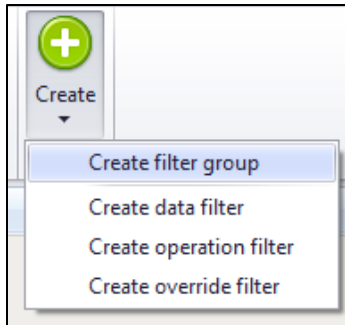 Create
Create filter group
Create data filter
Create operation filter
Create override filter